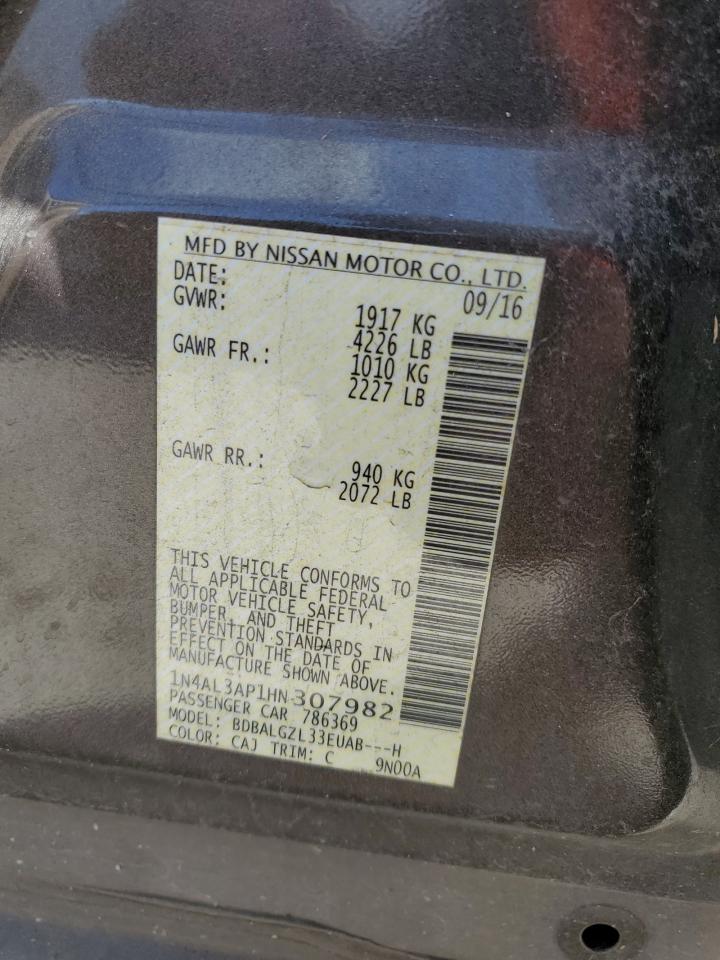 MFD BY NISSAN MOTOR CO., LTD.
DATE: 09/16
GVWR: 1917 KG
4226 LB
GAWR FR.: 1010 KG
2227 LB
GAWR RR.: 940 KG
2072 LB
THIS VEHICLE CONFORMS TO
ALL APPLICABLE FEDERAL
MOTOR VEHICLE SAFETY,
BUMPER, AND THEFT
PREVENTION STANDARDS IN
EFFECT ON THE DATE OF
MANUFACTURE SHOWN ABOVE.
1N4AL3AP1HN307982
PASSENGER CAR 786369
MODEL: BDBALGZL33EUAB---H
COLOR: CAJ TRIM: C 9N00A